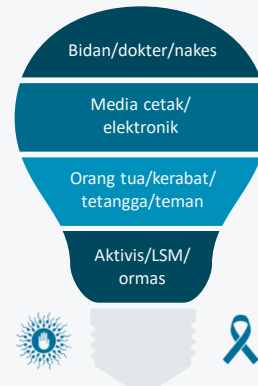 Bidan/dokter/nakes
Media cetak/
elektronik
Orang tua/kerabat/
tetangga/teman
Aktivis/LSM/
ormas